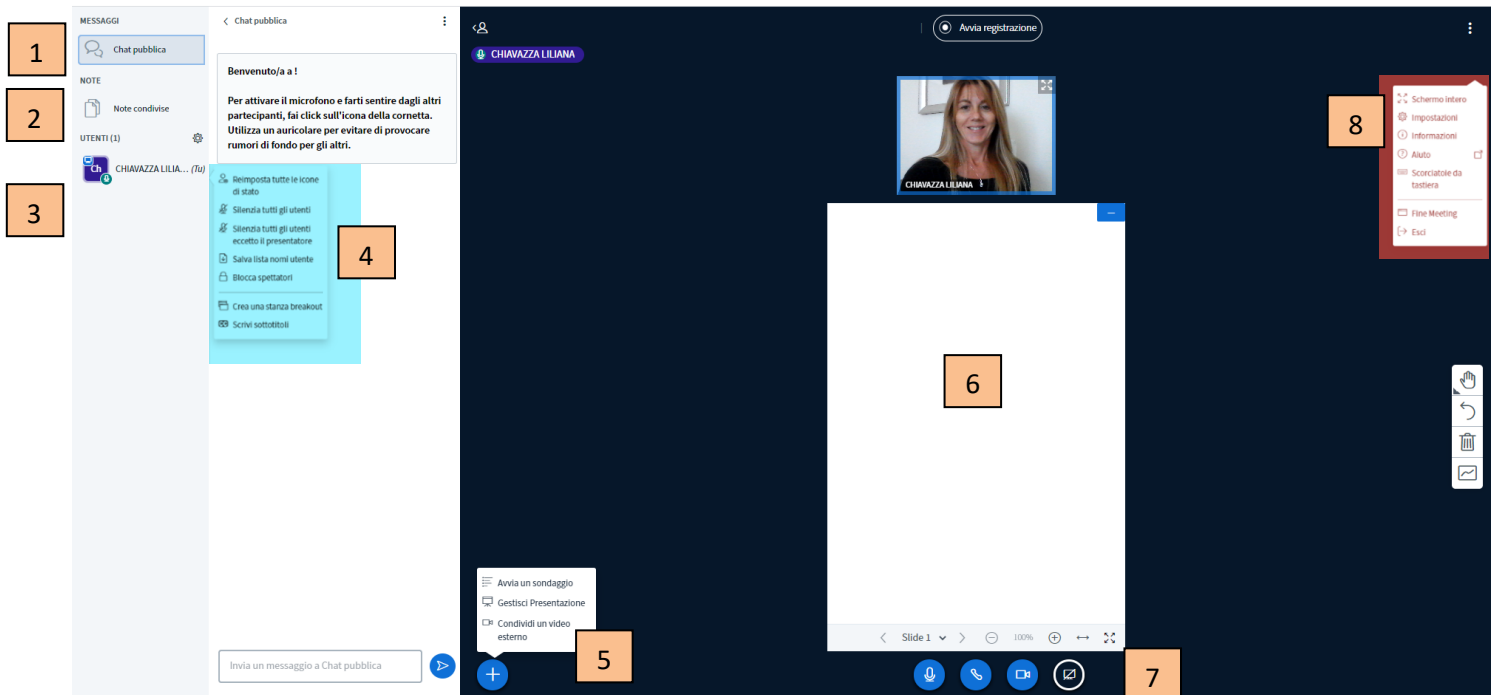 MESSAGGI
1
Chat pubblica
NOTE
2
Note condivise
UTENTI (1)
Ch
CHIAVAZZA LILIA... (Tu)
3
Chat pubblica
Benvenuto/a a !
Per attivare il microfono e farti sentire dagli altri
partecipanti, fai click sull'icona della cornetta.
Utilizza un auricolare per evitare di provocare
rumori di fondo per gli altri.
Reimposta tutte le icone
di stato
Silenzia tutti gli utenti
Silenzia tutti gli utenti
eccetto il presentatore
Salva lista nomi utente
Blocca spettatori
Crea una stanza breakout
Scrivi sottotitoli
4
Invia un messaggio a Chat pubblica
Avvia registrazione
CHIAVAZZA LILIANA
CHIAVAZZA LILIANA
6
Avvia un sondaggio
Gestisci Presentazione
Condividi un video
esterno
5
Slide 1
100%
7
8
Schermo intero
Impostazioni
Informazioni
Aiuto
Scorciatoie da
tastiera
Fine Meeting
Esci